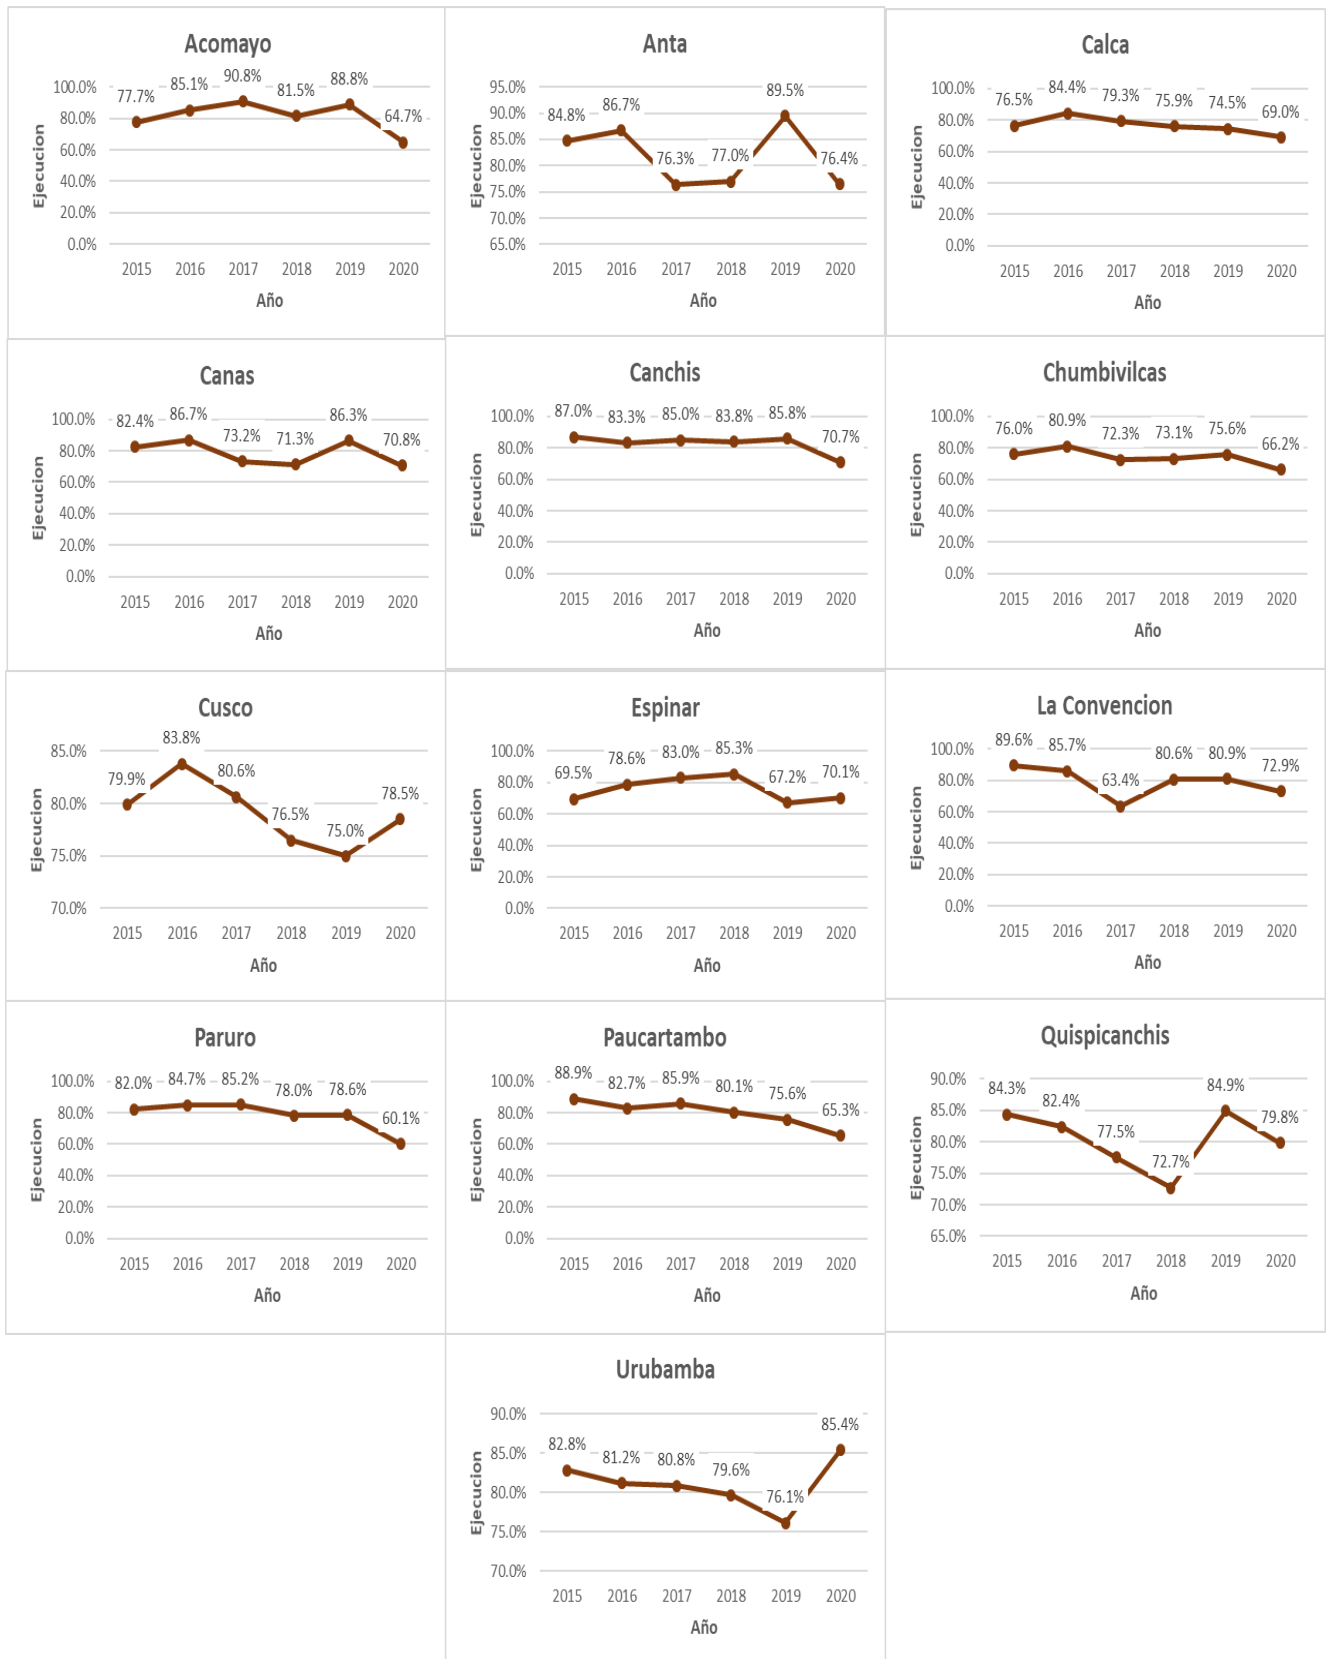 Acomayo
100.0%
80.0%
60.0%
40.0%
20.0%
0.0%
Ejecucion
77.7% 85.1% 90.8% 81.5% 88.8% 64.7%
2015 2016 2017 2018 2019 2020
Año
Anta
95.0%
90.0%
85.0%
80.0%
75.0%
70.0%
65.0%
Ejecucion
84.8% 86.7% 76.3% 77.0% 89.5% 76.4%
2015 2016 2017 2018 2019 2020
Año
Calca
100.0%
80.0%
60.0%
40.0%
20.0%
0.0%
Ejecucion
76.5% 84.4% 79.3% 75.9% 74.5% 69.0%
2015 2016 2017 2018 2019 2020
Año
Canas
100.0%
80.0%
60.0%
40.0%
20.0%
0.0%
Ejecucion
82.4% 86.7% 73.2% 71.3% 86.3% 70.8%
2015 2016 2017 2018 2019 2020
Año
Canchis
100.0%
80.0%
60.0%
40.0%
20.0%
0.0%
Ejecucion
87.0% 83.3% 85.0% 83.8% 85.8% 70.7%
2015 2016 2017 2018 2019 2020
Año
Chumbivilcas
100.0%
80.0%
60.0%
40.0%
20.0%
0.0%
Ejecucion
76.0% 80.9% 72.3% 73.1% 75.6% 66.2%
2015 2016 2017 2018 2019 2020
Año
Cusco
85.0%
80.0%
75.0%
70.0%
Ejecucion
79.9% 83.8% 80.6% 76.5% 75.0% 78.5%
2015 2016 2017 2018 2019 2020
Año
Espinar
100.0%
80.0%
60.0%
40.0%
20.0%
0.0%
Ejecucion
69.5% 78.6% 83.0% 85.3% 67.2% 70.1%
2015 2016 2017 2018 2019 2020
Año
La Convencion
100.0%
80.0%
60.0%
40.0%
20.0%
0.0%
Ejecucion
89.6% 85.7% 63.4% 80.6% 80.9% 72.9%
2015 2016 2017 2018 2019 2020
Año
Paruro
100.0%
80.0%
60.0%
40.0%
20.0%
0.0%
Ejecucion
82.0% 84.7% 85.2% 78.0% 78.6% 60.1%
2015 2016 2017 2018 2019 2020
Año
Paucartambo
100.0%
80.0%
60.0%
40.0%
20.0%
0.0%
Ejecucion
88.9% 82.7% 85.9% 80.1% 75.6% 65.3%
2015 2016 2017 2018 2019 2020
Año
Quispicanchis
90.0%
85.0%
80.0%
75.0%
70.0%
65.0%
Ejecucion
84.3% 82.4% 77.5% 72.7% 84.9% 79.8%
2015 2016 2017 2018 2019 2020
Año
Urubamba
90.0%
85.0%
80.0%
75.0%
70.0%
Ejecucion
82.8% 81.2% 80.8% 79.6% 76.1% 85.4%
2015 2016 2017 2018 2019 2020
Año